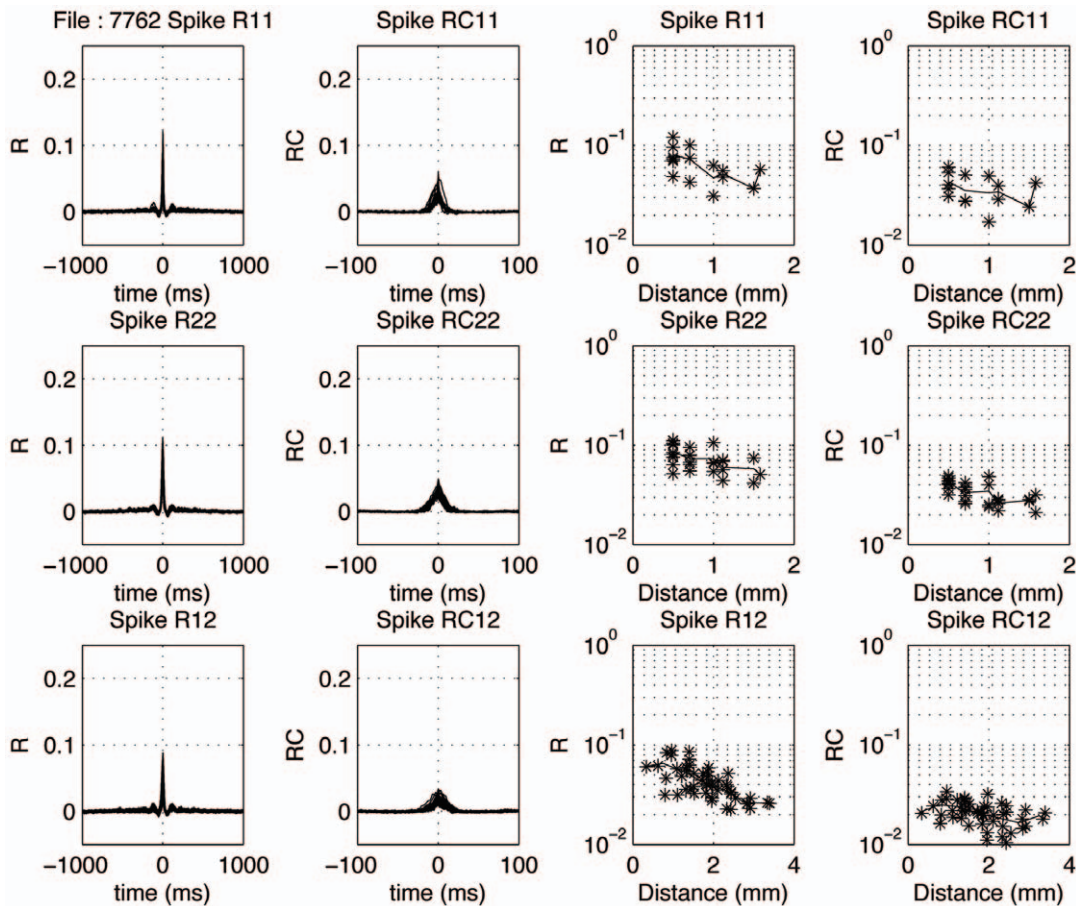 File : 7762 Spike R11
Spike RC11
Spike R11
Spike RC11
0.2
0.1
0
R
−1000 0 1000
time (ms)
0.2
0.1
0
RC
−100 0 100
time (ms)
10^0
10^−1
10^−2
R
0 1 2
Distance (mm)
10^0
10^−1
10^−2
RC
0 1 2
Distance (mm)
Spike R22
Spike RC22
Spike R22
Spike RC22
0.2
0.1
0
R
−1000 0 1000
time (ms)
0.2
0.1
0
RC
−100 0 100
time (ms)
10^0
10^−1
10^−2
R
0 1 2
Distance (mm)
10^0
10^−1
10^−2
RC
0 1 2
Distance (mm)
Spike R12
Spike RC12
Spike R12
Spike RC12
0.2
0.1
0
R
−1000 0 1000
time (ms)
0.2
0.1
0
RC
−100 0 100
time (ms)
10^0
10^−1
10^−2
R
0 2 4
Distance (mm)
10^0
10^−1
10^−2
RC
0 2 4
Distance (mm)